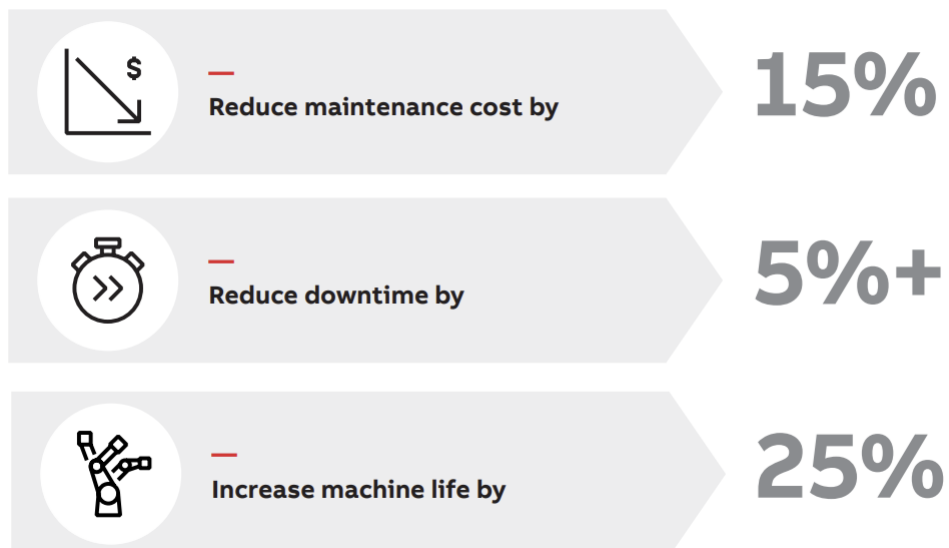 $
Reduce maintenance cost by
15%
Reduce downtime by
5%+
Increase machine life by
25%